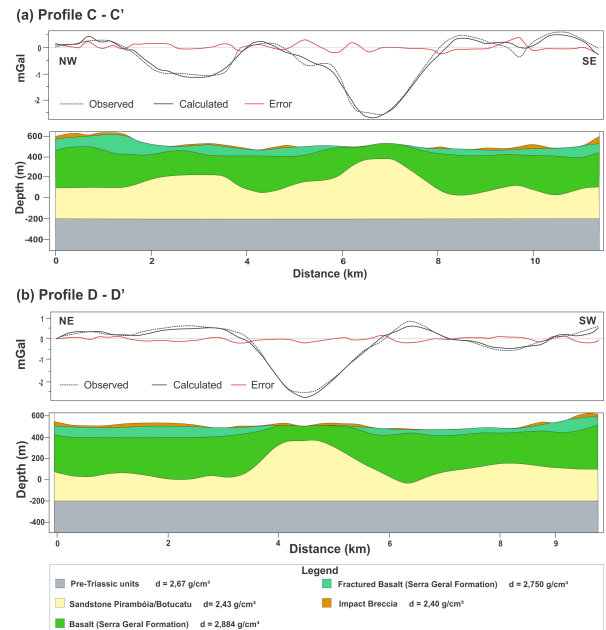 (a) Profile C - C’
mGal
0
-1
-2
NW
SE
Observed
Calculated
Error
Depth (m)
600
400
200
0
-200
-400
0
2
4
6
8
10
Distance (km)
(b) Profile D - D’
mGal
1
0
-1
-2
NE
SW
Observed
Calculated
Error
Depth (m)
600
400
200
0
-200
-400
0
2
4
6
8
9
Distance (km)
Legend
Pre-Triassic units d = 2,67 g/cm³
Fractured Basalt (Serra Geral Formation) d = 2,750 g/cm³
Sandstone Pirambóia/Botucatu d= 2,43 g/cm³
Impact Breccia d = 2,40 g/cm³
Basalt (Serra Geral Formation) d = 2,884 g/cm³